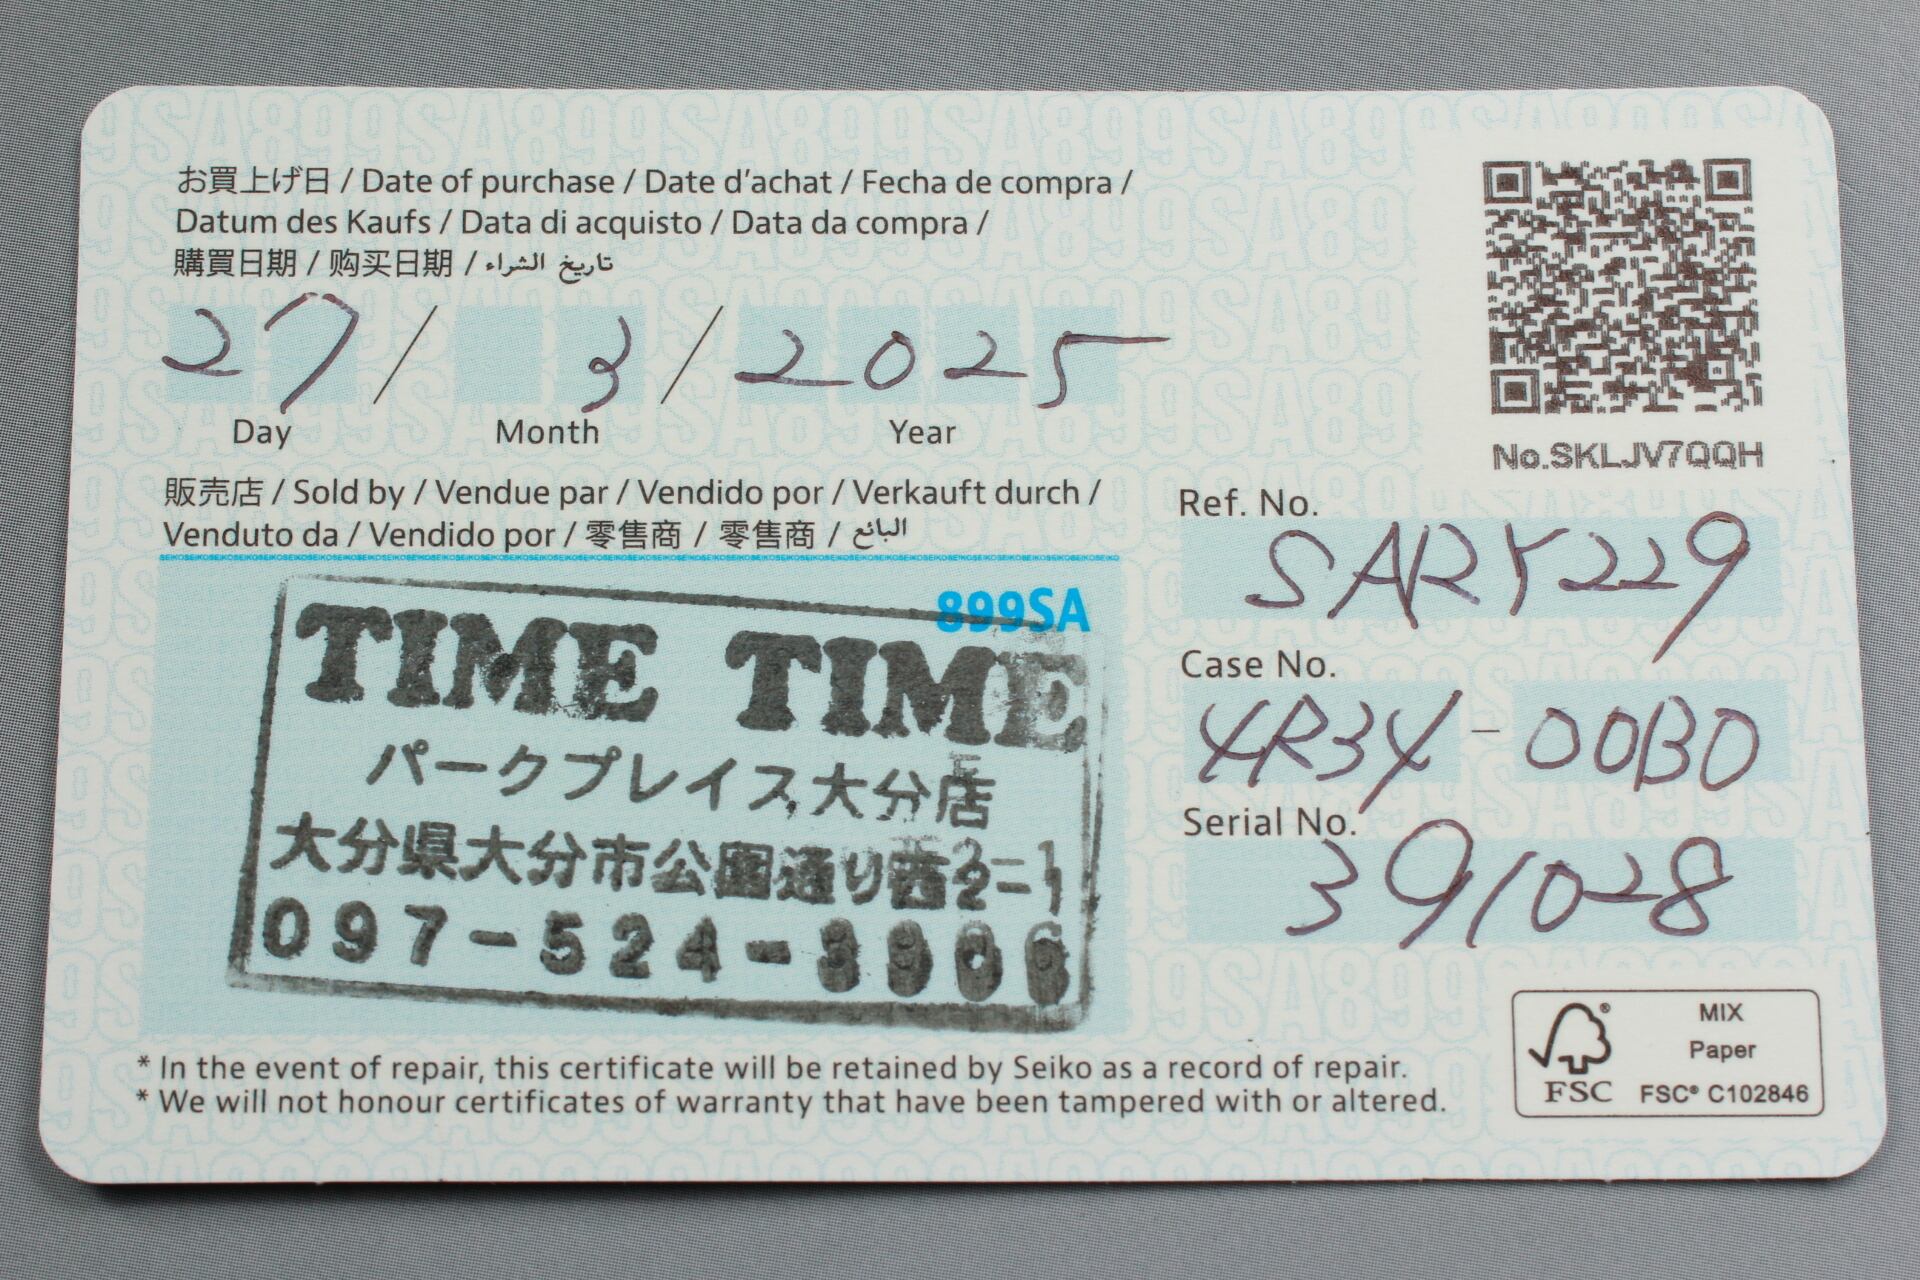 お買上げ日 / Date of purchase / Date d'achat / Fecha de compra /
Datum des Kaufs / Data di acquisto / Data da compra /
購買日期 / 购买日期 / تاريخ الشراء
27 / 3 / 2025
Day Month Year
No.SKLJV7QQH
販売店 / Sold by / Vendue par / Vendido por / Verkauft durch /
Venduto da / Vendido por / 零售商 / 零售商 / البائع
899SA
TIME TIME
パークプレイス大分店
大分県大分市公園通り西2-1
097-524-3906
Ref. No.
SARY229
Case No.
4R34 - 00B0
Serial No.
391028
* In the event of repair, this certificate will be retained by Seiko as a record of repair.
* We will not honour certificates of warranty that have been tampered with or altered.
FSC
MIX
Paper
FSC® C102846